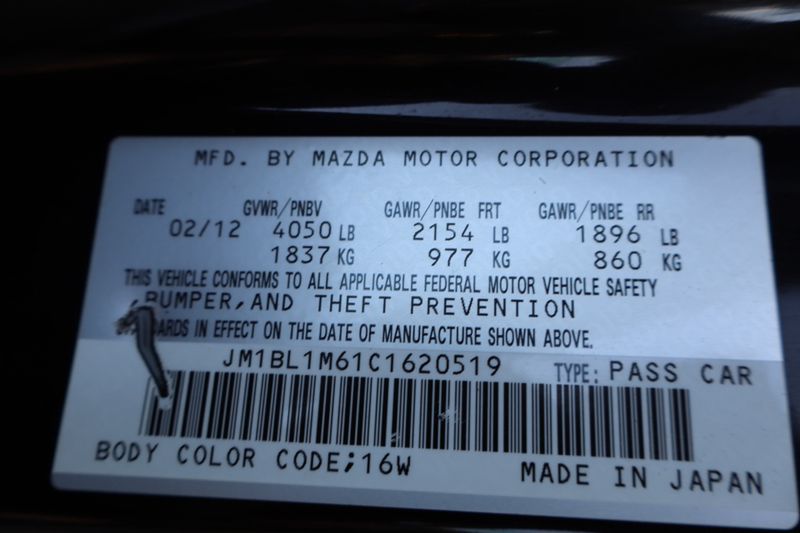 MFD. BY MAZDA MOTOR CORPORATION
DATE GVWR/PNBV GAWR/PNBE FRT GAWR/PNBE RR
02/12 4050 LB 2154 LB 1896 LB
1837 KG 977 KG 860 KG
THIS VEHICLE CONFORMS TO ALL APPLICABLE FEDERAL MOTOR VEHICLE SAFETY
BUMPER,AND THEFT PREVENTION
IN EFFECT ON THE DATE OF MANUFACTURE SHOWN ABOVE.
JM1BL1M61C1620519 TYPE: PASS CAR
BODY COLOR CODE;16W MADE IN JAPAN